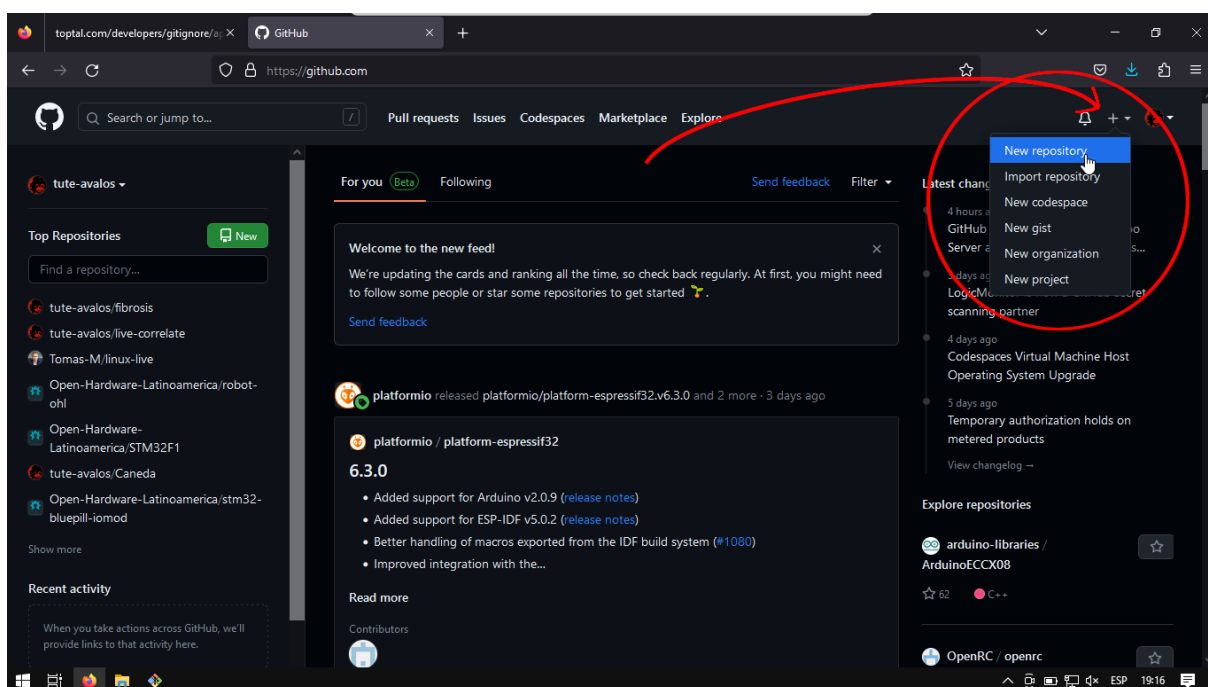 toptal.com/developers/gitignore/ap
GitHub
https://github.com
Search or jump to...
/
Pull requests Issues Codespaces Marketplace Explore
tute-avalos
Top Repositories
New
Find a repository...
tute-avalos/fibrosis
tute-avalos/live-correlate
Tomas-M/linux-live
Open-Hardware-Latinoamerica/robot-
ohl
Open-Hardware-
Latinoamerica/STM32F1
tute-avalos/Caneda
Open-Hardware-Latinoamerica/stm32-
bluepill-iomod
Show more
Recent activity
When you take actions across GitHub, we'll
provide links to that activity here.
For you Beta Following
Send feedback Filter
Welcome to the new feed!
We're updating the cards and ranking all the time, so check back regularly. At first, you might need
to follow some people or star some repositories to get started .
Send feedback
platformio released platformio/platform-espressif32.v6.3.0 and 2 more · 3 days ago
platformio / platform-espressif32
6.3.0
• Added support for Arduino v2.0.9 (release notes)
• Added support for ESP-IDF v5.0.2 (release notes)
• Better handling of macros exported from the IDF build system (#1080)
• Improved integration with the...
Read more
Contributors
New repository
Import repository
New codespace
New gist
New organization
New project
Latest chang
4 hours a
GitHub
Server a
3 days ag
scanning partner
4 days ago
Codespaces Virtual Machine Host
Operating System Upgrade
5 days ago
Temporary authorization holds on
metered products
View changelog →
Explore repositories
arduino-libraries /
ArduinoECCX08
62 C++
OpenRC / openrc
ESP 19:16